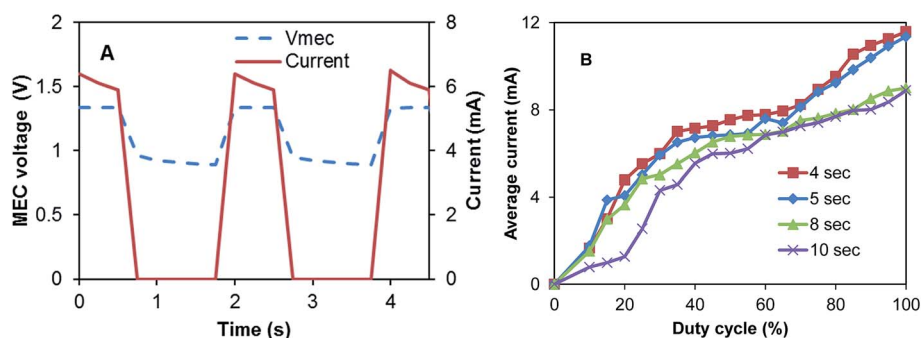 A
Vmec
Current
MEC voltage (V)
2
1.5
1
0.5
0
8
6
4
2
0
Current (mA)
0
1
2
3
4
Time (s)
B
Average current (mA)
12
8
4
0
4 sec
5 sec
8 sec
10 sec
0
20
40
60
80
100
Duty cycle (%)